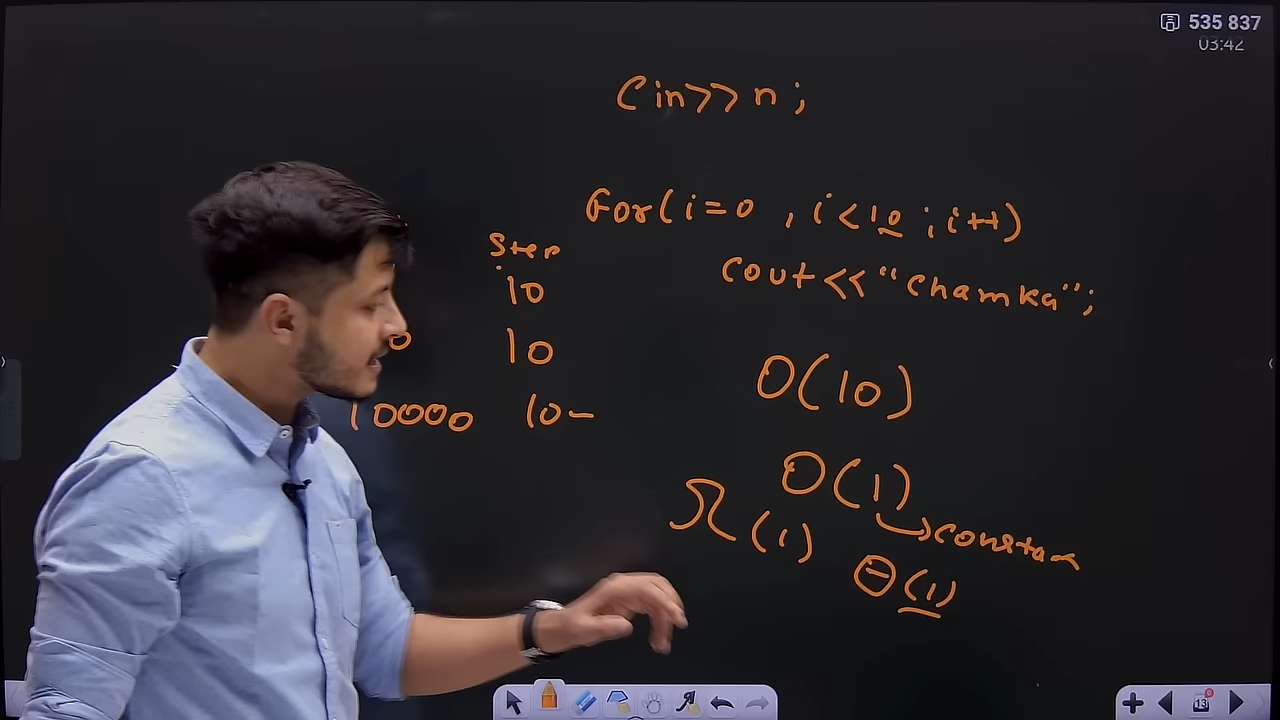 535 837
03:42
Cin>>n;
For(i=0 , i<10 ; i++)
cout<<"Chamka";
Step
10
0 10
10000 10-
O(10)
O(1)
constan
Ω(1)
Θ(1)
13